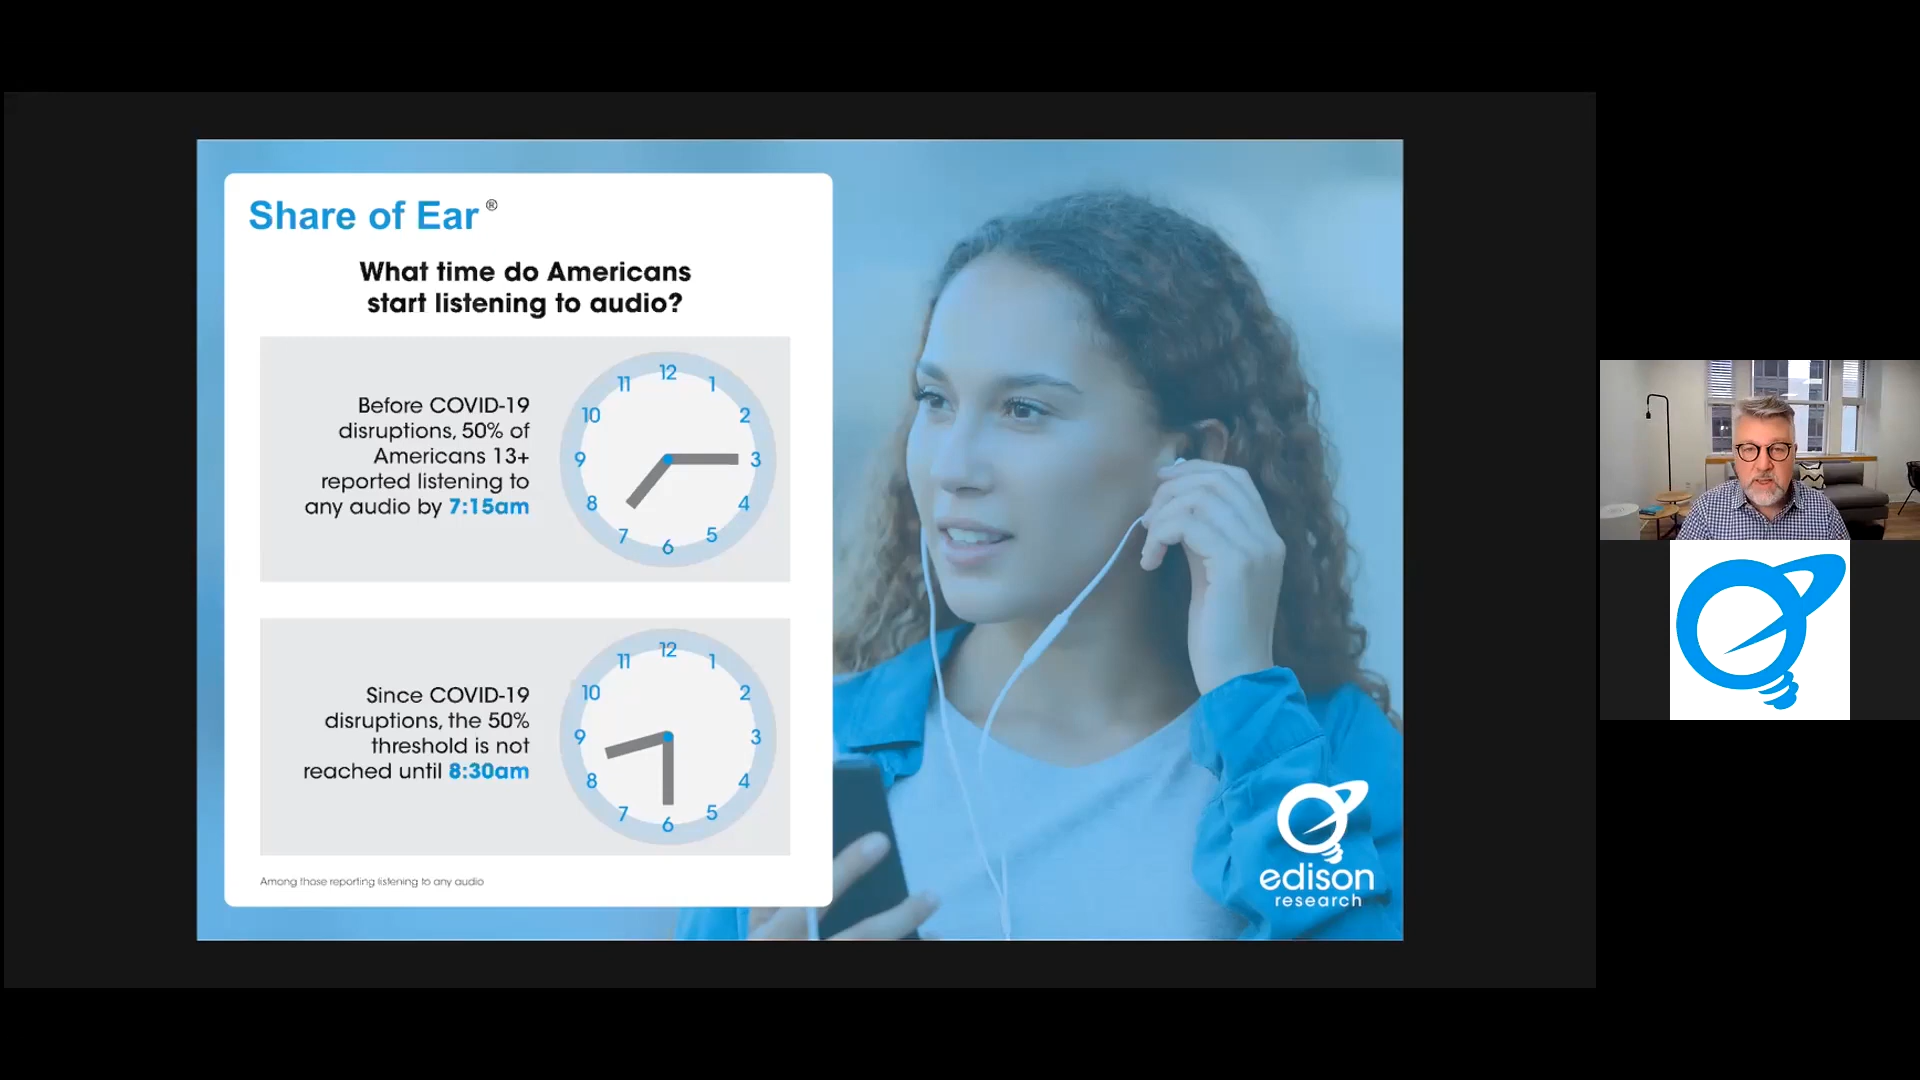 Share of Ear ®
What time do Americans
start listening to audio?
Before COVID-19
disruptions, 50% of
Americans 13+
reported listening to
any audio by 7:15am
12
11
1
10
2
9
3
8
4
7
5
6
Since COVID-19
disruptions, the 50%
threshold is not
reached until 8:30am
12
11
1
10
2
9
3
8
4
7
5
6
Among those reporting listening to any audio
edison
research